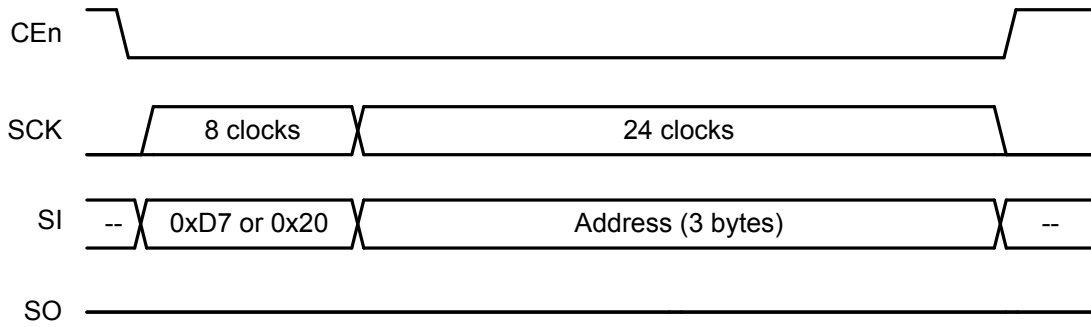 CEn
SCK 8 clocks 24 clocks
SI -- 0xD7 or 0x20 Address (3 bytes) --
SO